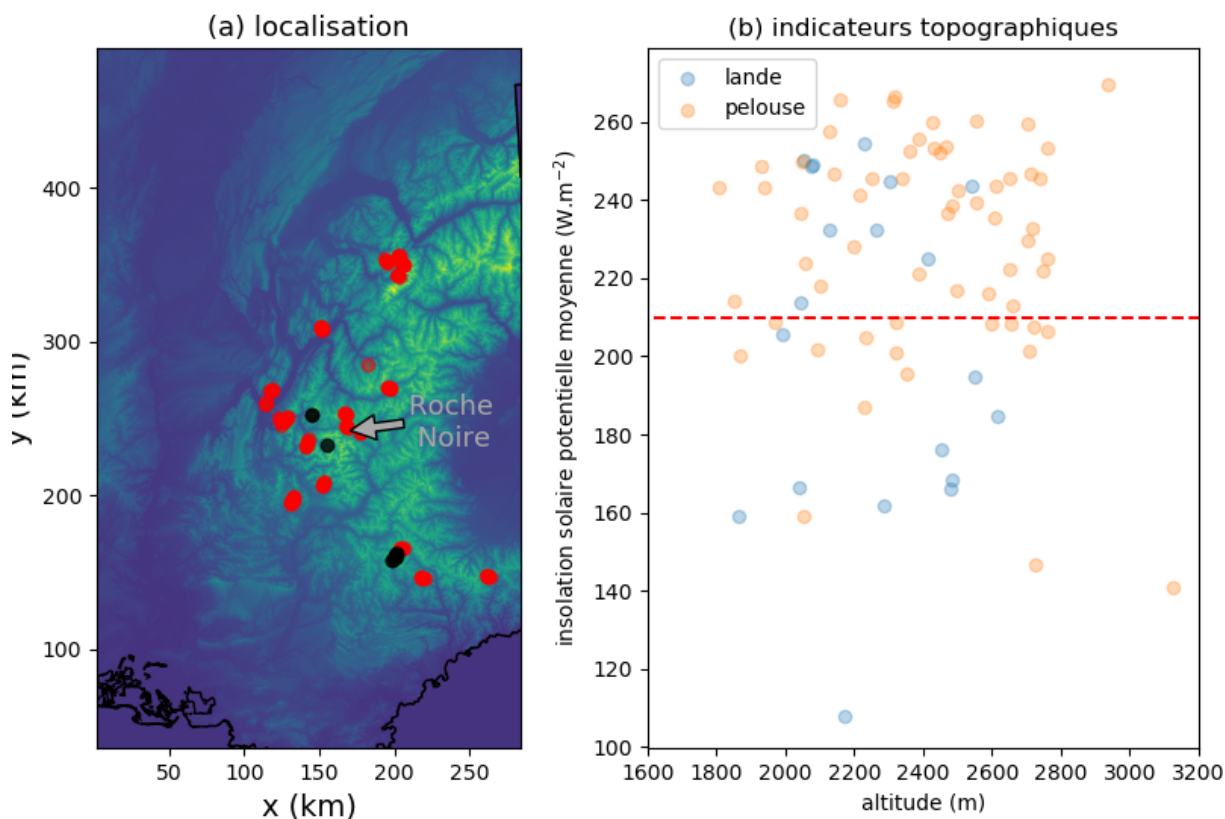 (a) localisation
y (km)
400
300
200
100
Roche
Noire
50
100
150
200
250
x (km)
(b) indicateurs topographiques
lande
pelouse
insolation solaire potentielle moyenne (W.m⁻²)
260
240
220
200
180
160
140
120
100
1600
1800
2000
2200
2400
2600
2800
3000
3200
altitude (m)